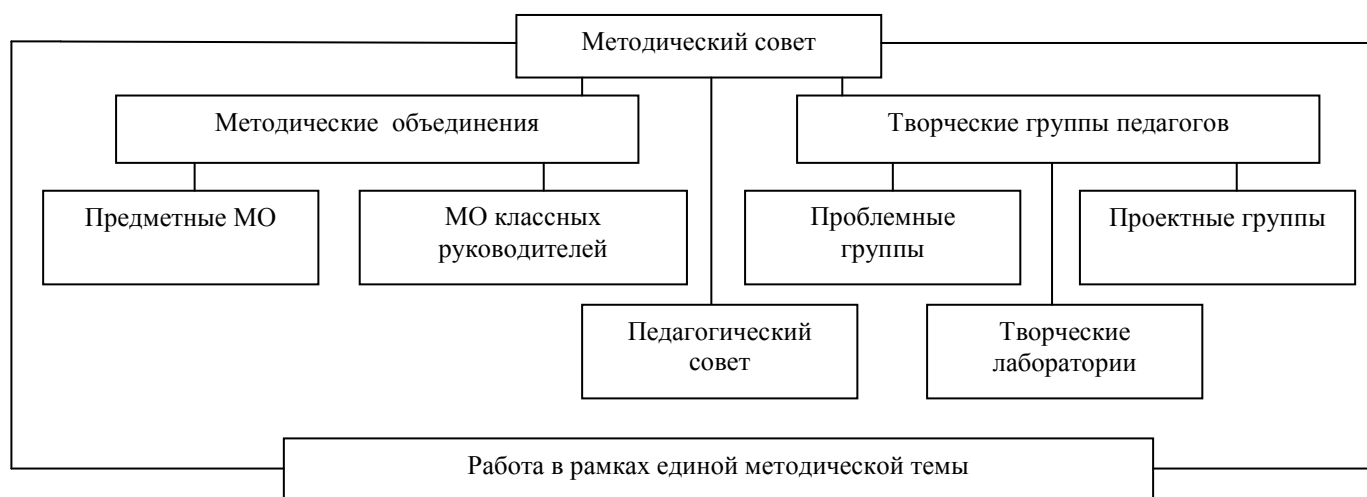 Методический совет
Методические объединения
Творческие группы педагогов
Предметные МО
МО классных
руководителей
Проблемные
группы
Проектные группы
Педагогический
совет
Творческие
лаборатории
Работа в рамках единой методической темы